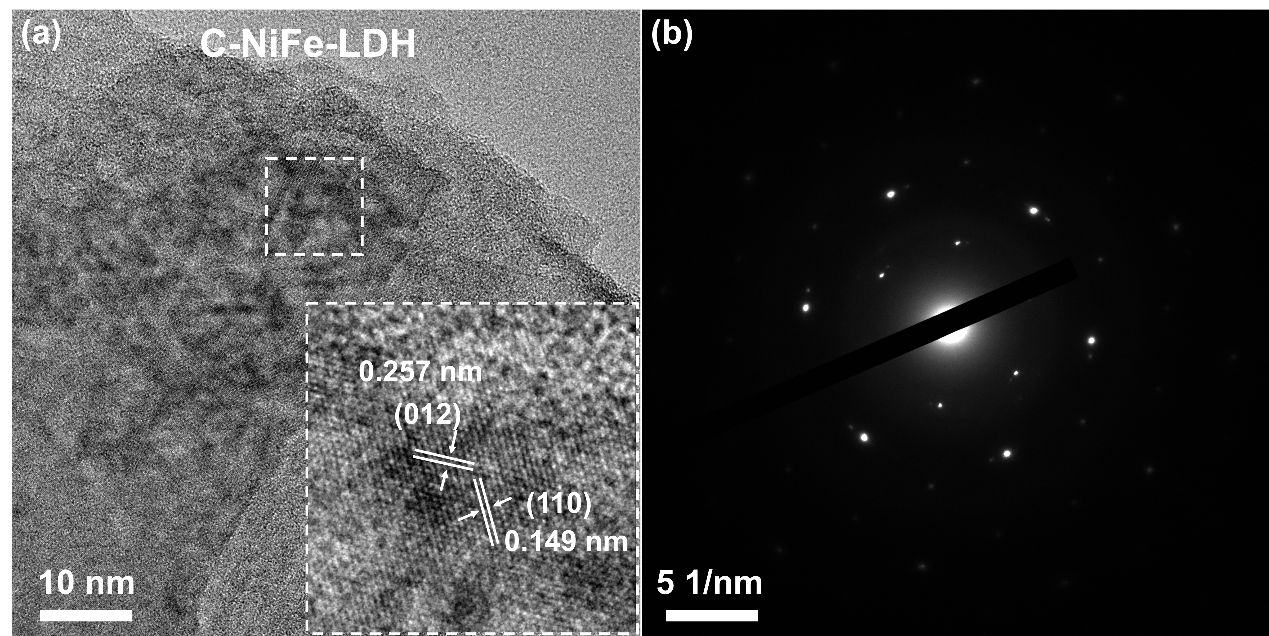 (a)
C-NiFe-LDH
0.257 nm
(012)
(110)
0.149 nm
10 nm
(b)
5 1/nm